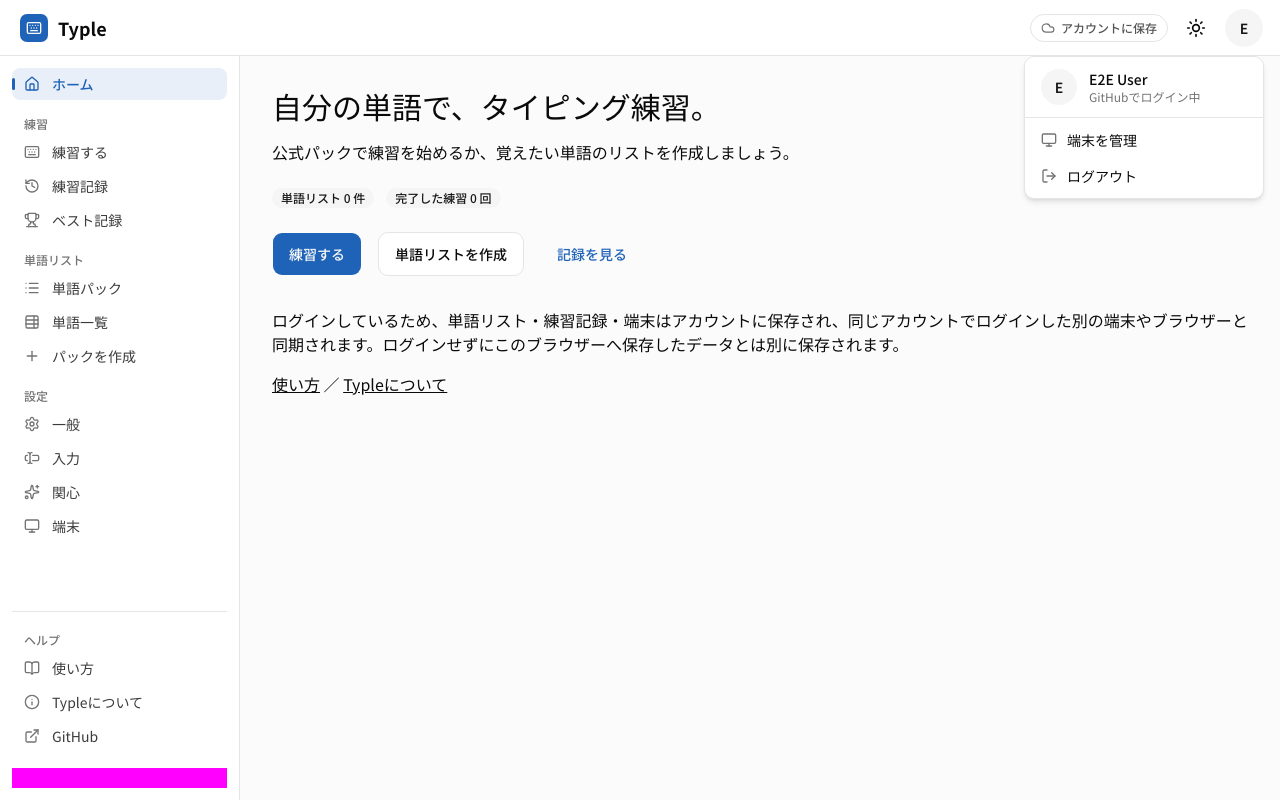 Typle
アカウントに保存
E
E
E2E User
GitHubでログイン中
端末を管理
ログアウト
ホーム
練習
練習する
練習記録
ベスト記録
単語リスト
単語パック
単語一覧
パックを作成
設定
一般
入力
関心
端末
ヘルプ
使い方
Typleについて
GitHub
自分の単語で、タイピング練習。
公式パックで練習を始めるか、覚えたい単語のリストを作成しましょう。
単語リスト 0 件 完了した練習 0 回
練習する 単語リストを作成 記録を見る
ログインしているため、単語リスト・練習記録・端末はアカウントに保存され、同じアカウントでログインした別の端末やブラウザーと
同期されます。ログインせずにこのブラウザーへ保存したデータとは別に保存されます。
使い方 ／ Typleについて